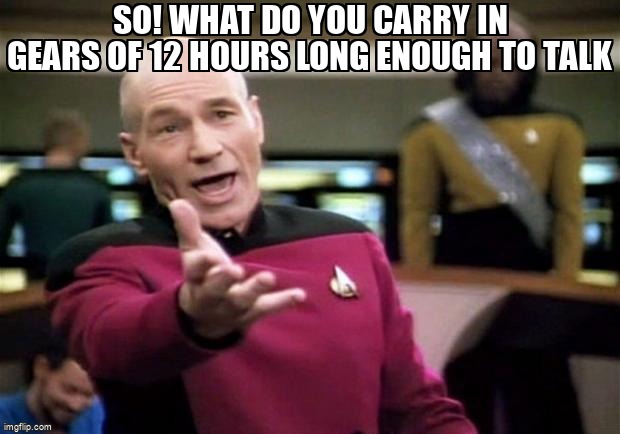 SO! WHAT DO YOU CARRY IN
GEARS OF 12 HOURS LONG ENOUGH TO TALK
imgflip.com